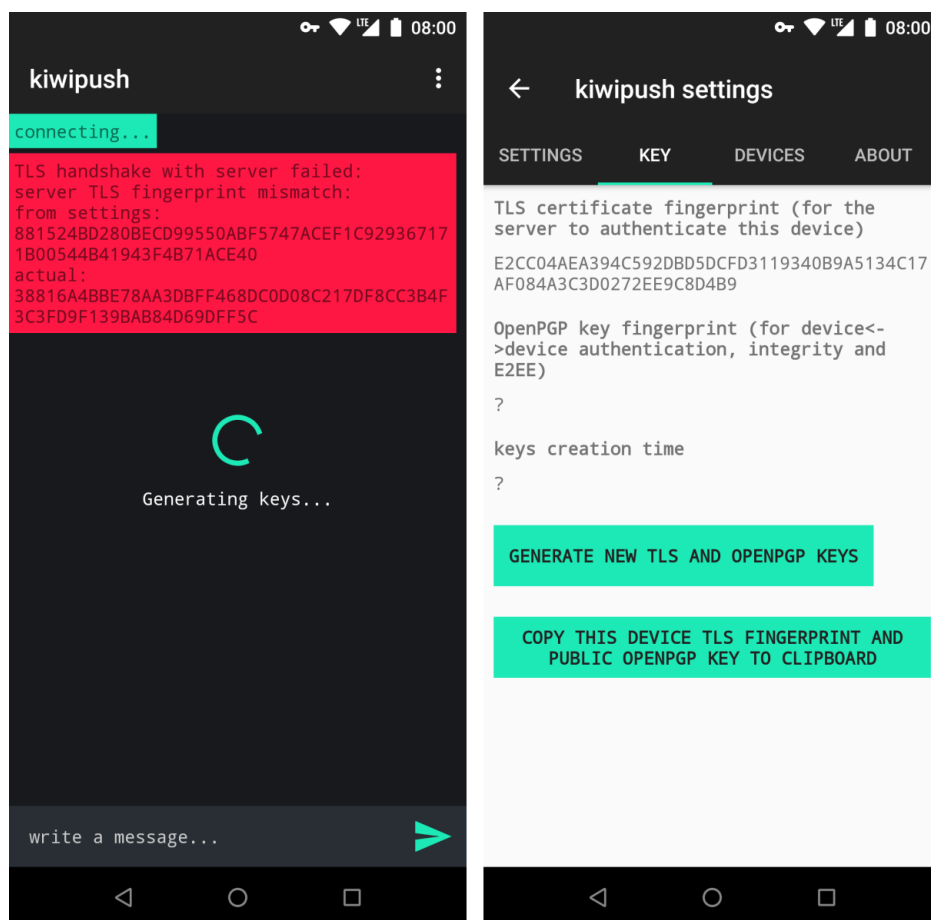 LTE 08:00
kiwipush
connecting...
TLS handshake with server failed:
server TLS fingerprint mismatch:
from settings:
881524BD280BECD99550ABF5747ACEF1C92936717
1B00544B41943F4B71ACE40
actual:
38816A4BBE78AA3DBFF468DC0D08C217DF8CC3B4F
3C3FD9F139BAB84D69DFF5C
Generating keys...
write a message...
LTE 08:00
kiwipush settings
SETTINGS KEY DEVICES ABOUT
TLS certificate fingerprint (for the
server to authenticate this device)
E2CC04AEA394C592DBD5DCFD3119340B9A5134C17
AF084A3C3D0272EE9C8D4B9
OpenPGP key fingerprint (for device<-
>device authentication, integrity and
E2EE)
?
keys creation time
?
GENERATE NEW TLS AND OPENPGP KEYS
COPY THIS DEVICE TLS FINGERPRINT AND
PUBLIC OPENPGP KEY TO CLIPBOARD